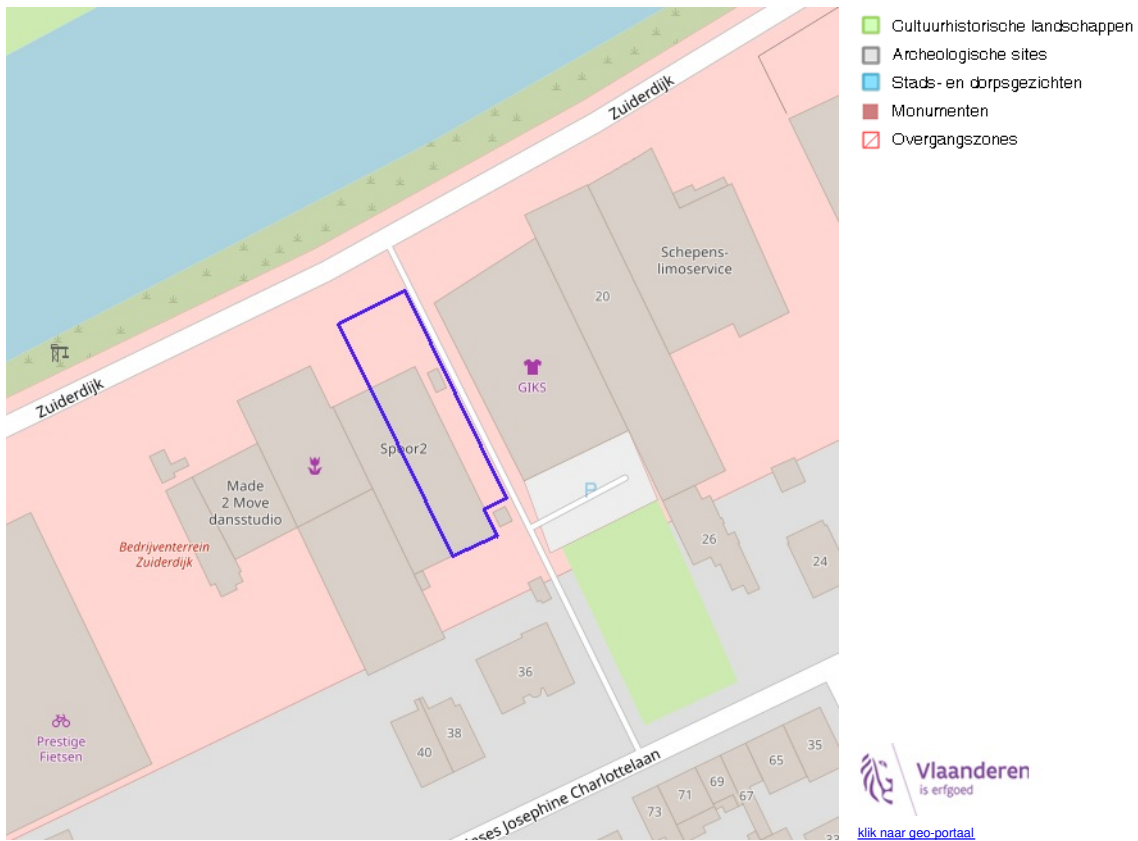 Zuiderdijk
Schepens-
limoservice
20
GIKS
Zuiderdijk
Spoor2
Made
2 Move
dansstudio
P
Bedrijventerrein
Zuiderdijk
26
24
36
Prestige
Fietsen
38
40
35
65
69
71
67
73
Josephine Charlottelaan
Cultuurhistorische landschappen
Archeologische sites
Stads- en dorpsgezichten
Monumenten
Overgangszones
Vlaanderen
is erfgoed
klik naar geo-portaal